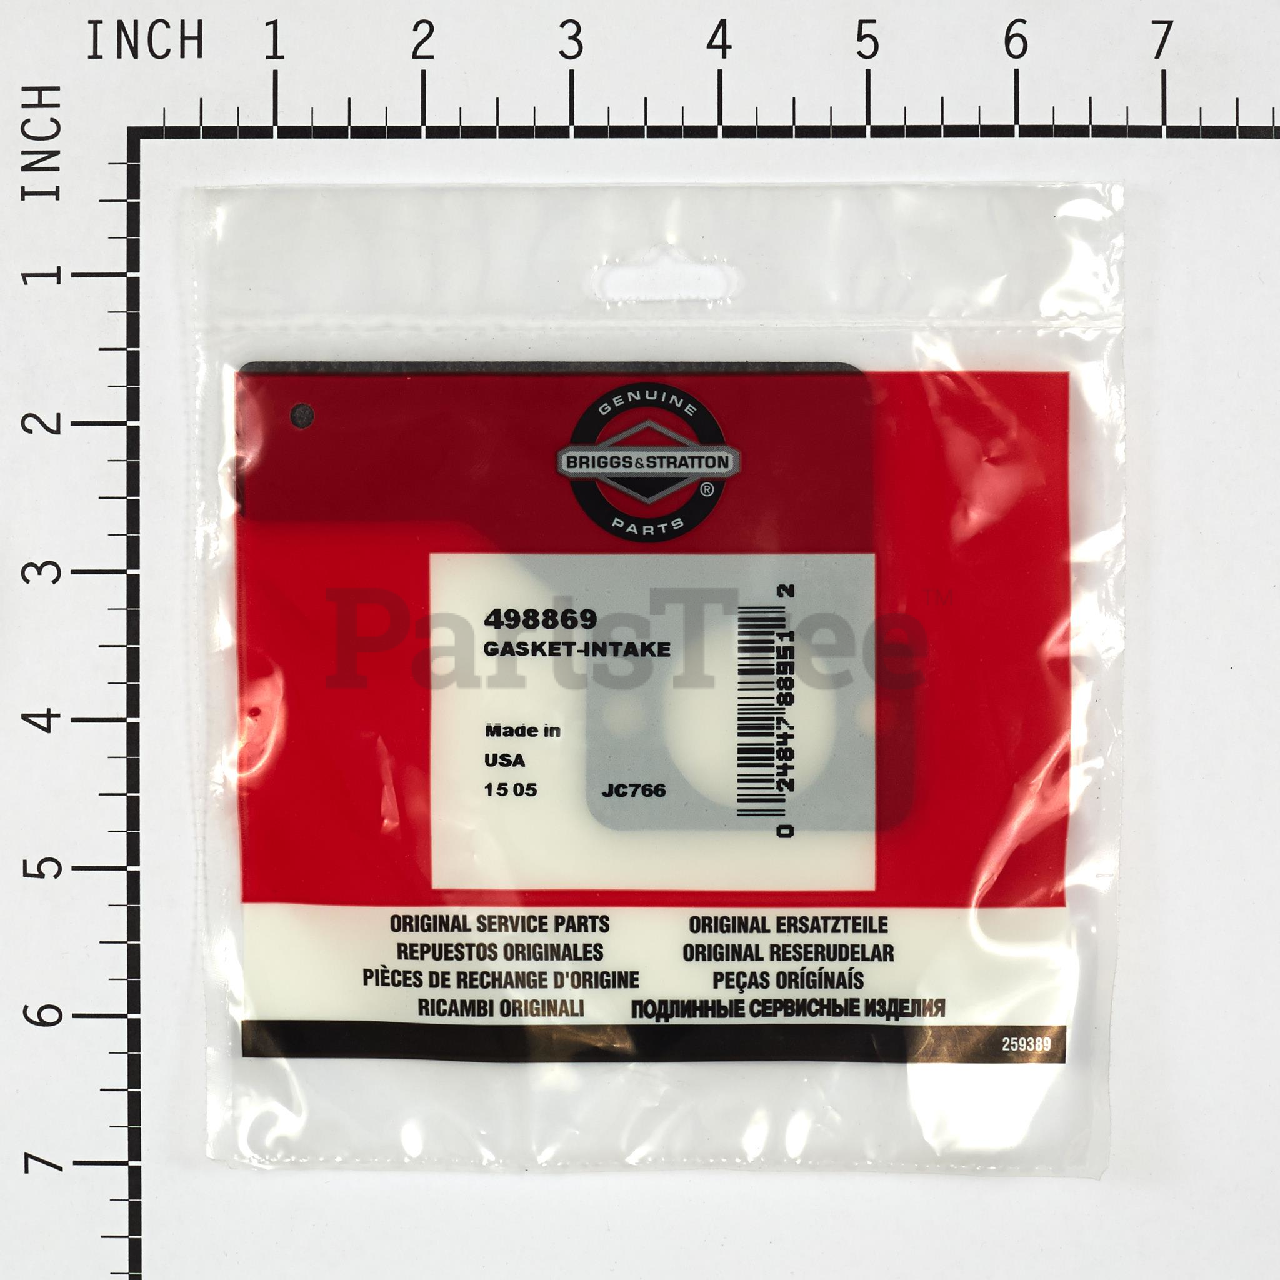 INCH 1 2 3 4 5 6 7
INCH
1
2
3
4
5
6
7
GENUINE
BRIGGS&STRATTON
®
PARTS
PartsTree™
498869
GASKET-INTAKE
Made in
USA
15 05 JC766
0 24847 88951 2
ORIGINAL SERVICE PARTS
REPUESTOS ORIGINALES
PIÈCES DE RECHANGE D'ORIGINE
RICAMBI ORIGINALI
ORIGINAL ERSATZTEILE
ORIGINAL RESERUDELAR
PEÇAS ORÍGÍNAÍS
ПОДЛИННЫЕ СЕРВИСНЫЕ ИЗДЕЛИЯ
259389